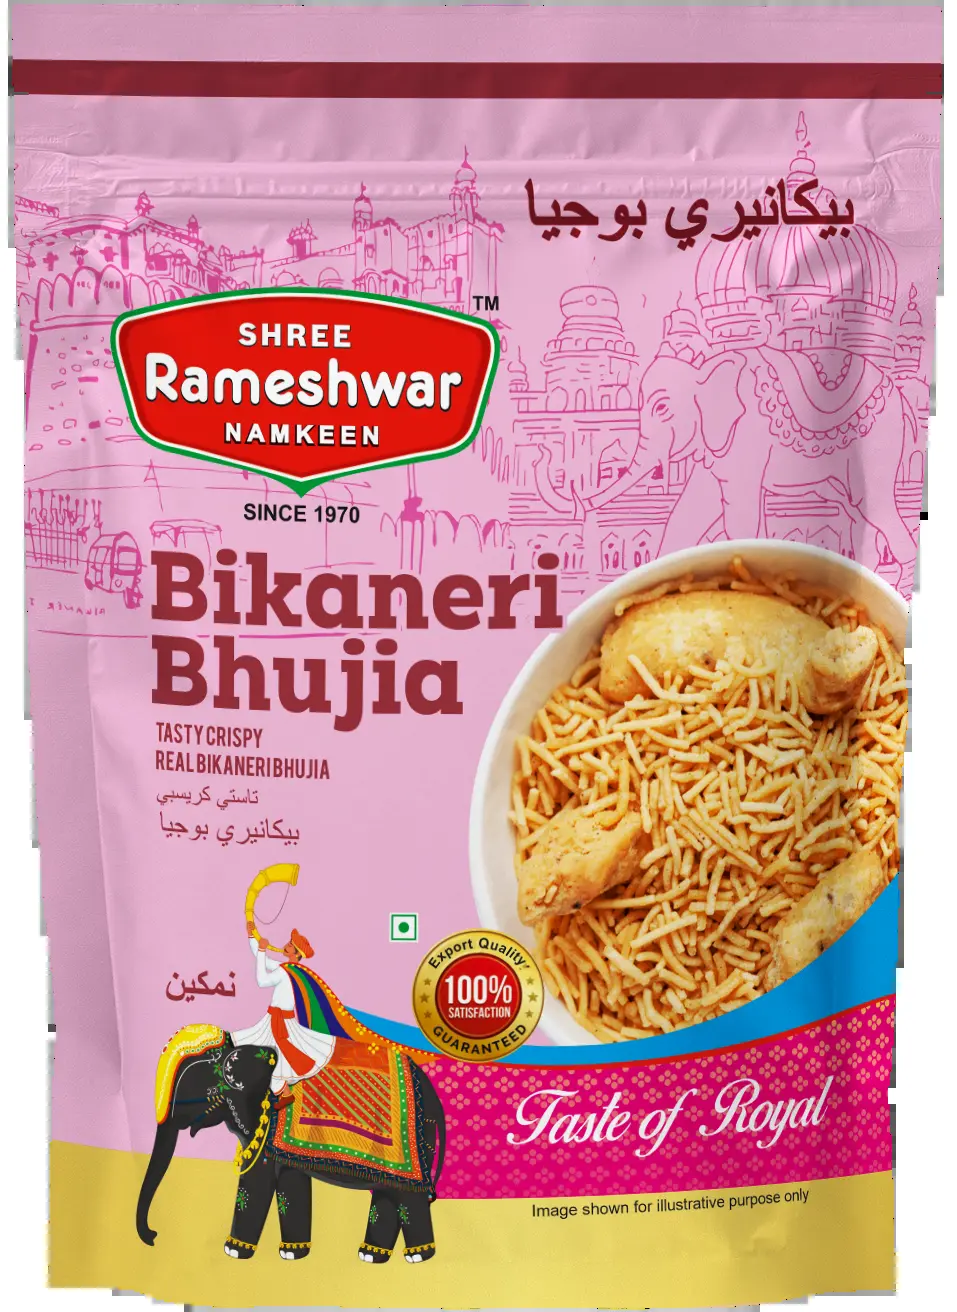 بيكانيري بوجيا
TM
SHREE
Rameshwar
NAMKEEN
SINCE 1970
Bikaneri
Bhujia
TASTY CRISPY
REAL BIKANERI BHUJIA
تاستي كريسبي
بيكانيري بوجيا
نمكين
Export Quality
100%
SATISFACTION
GUARANTEED
Taste of Royal
Image shown for illustrative purpose only